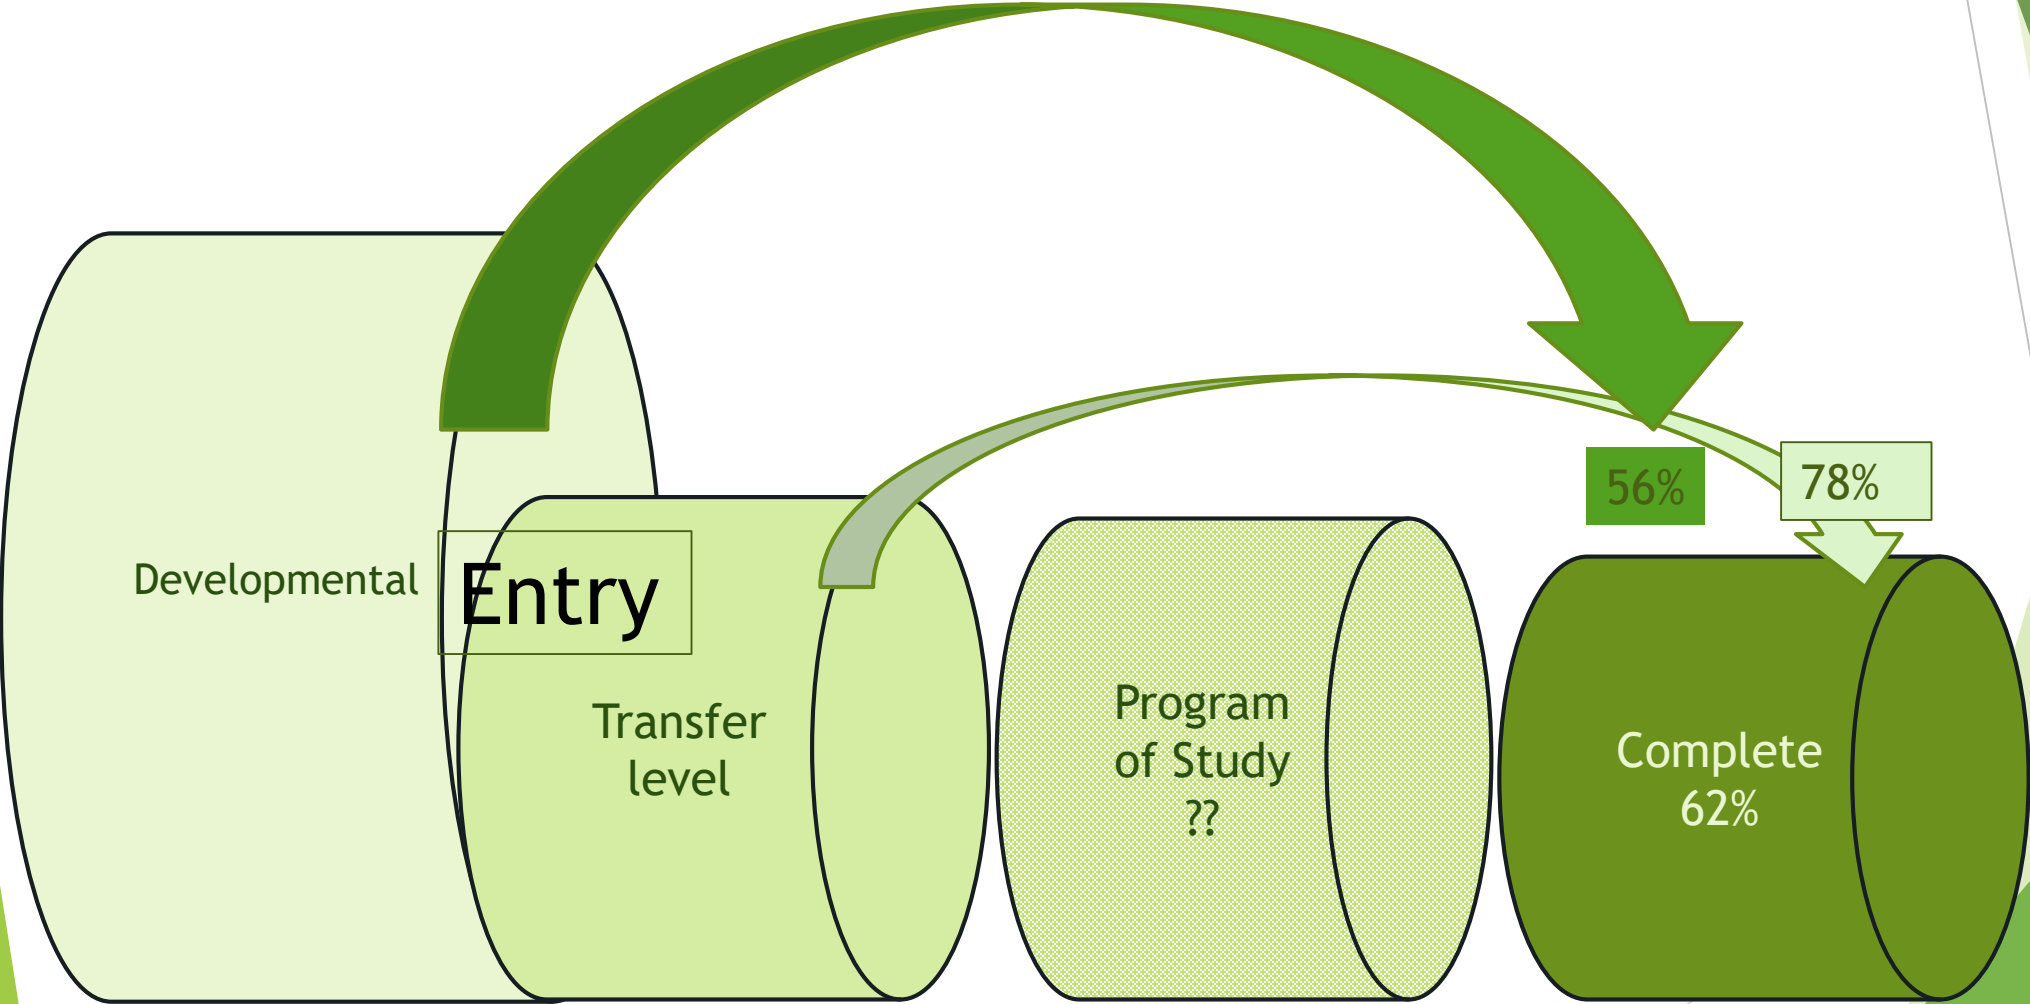 56%
78%
Developmental
Entry
Transfer
level
Program
of Study
??
Complete
62%